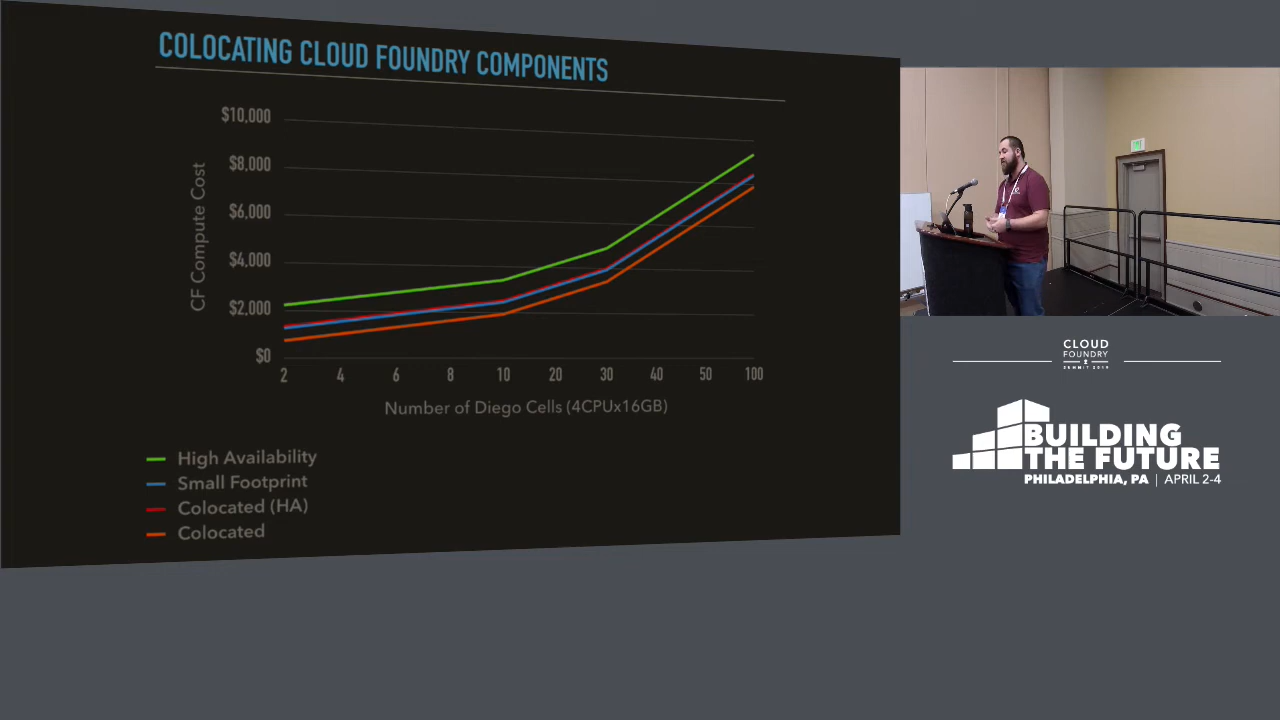 COLOCATING CLOUD FOUNDRY COMPONENTS
$10,000
$8,000
$6,000
$4,000
$2,000
$0
CF Compute Cost
2 4 6 8 10 20 30 40 50 100
Number of Diego Cells (4CPUx16GB)
High Availability
Small Footprint
Colocated (HA)
Colocated
CLOUD
FOUNDRY
SUMMIT 2019
BUILDING
THE FUTURE
PHILADELPHIA, PA | APRIL 2-4